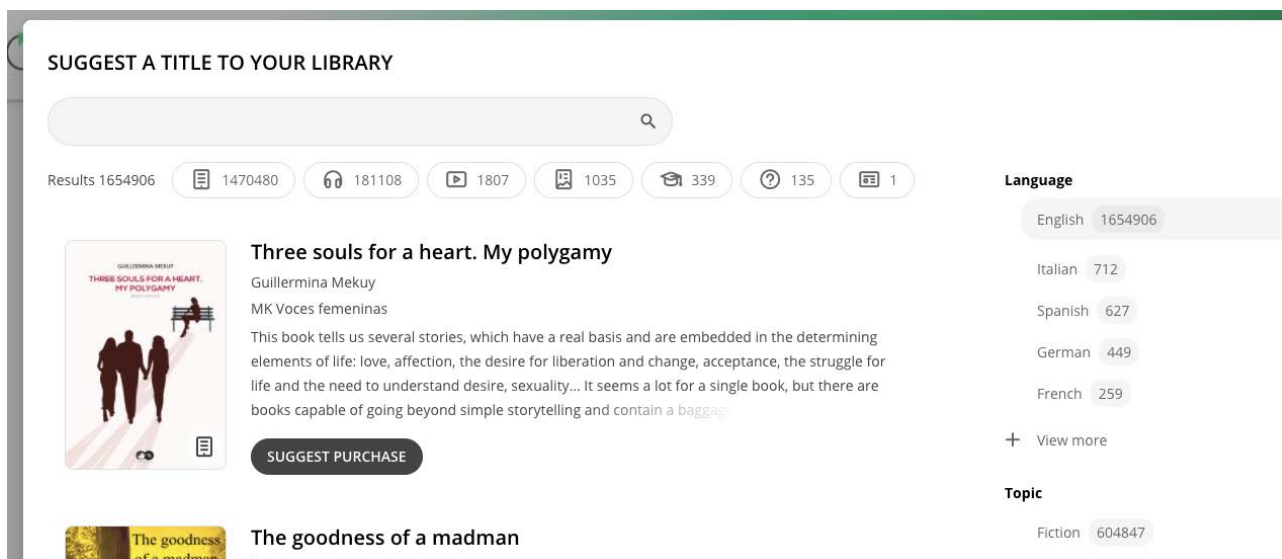 SUGGEST A TITLE TO YOUR LIBRARY
Results 1654906 1470480 181108 1807 1035 339 135 1
GUILLERMINA MEKUY
THREE SOULS FOR A HEART.
MY POLYGAMY
Three souls for a heart. My polygamy
Guillermina Mekuy
MK Voces femeninas
This book tells us several stories, which have a real basis and are embedded in the determining
elements of life: love, affection, the desire for liberation and change, acceptance, the struggle for
life and the need to understand desire, sexuality... It seems a lot for a single book, but there are
books capable of going beyond simple storytelling and contain a baggage
SUGGEST PURCHASE
The goodness
of a madman
The goodness of a madman
Language
English 1654906
Italian 712
Spanish 627
German 449
French 259
+ View more
Topic
Fiction 604847